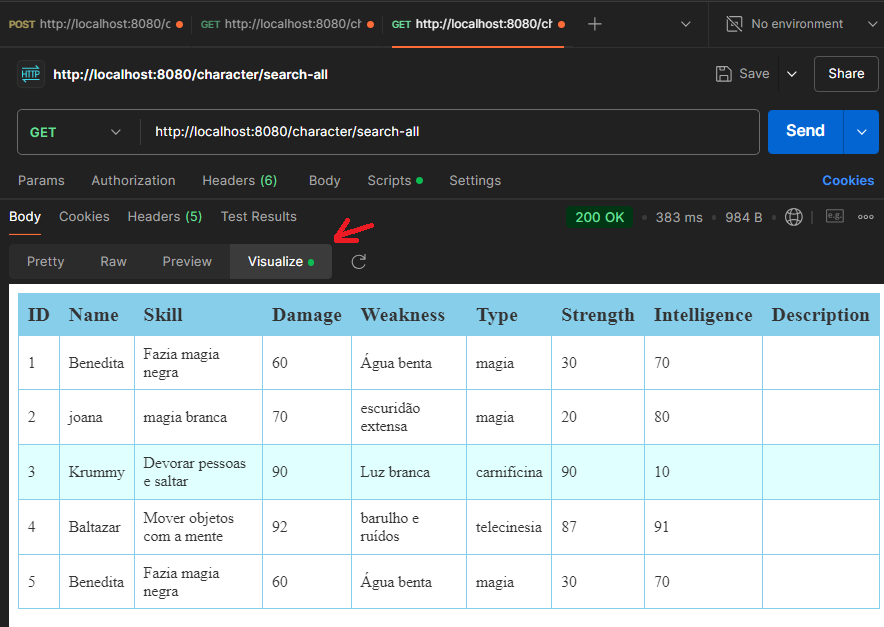 POST http://localhost:8080/c
GET http://localhost:8080/ch
GET http://localhost:8080/ch
No environment
HTTP http://localhost:8080/character/search-all
Save
Share
GET http://localhost:8080/character/search-all
Send
Params Authorization Headers (6) Body Scripts Settings Cookies
Body Cookies Headers (5) Test Results 200 OK 383 ms 984 B e.g.
Pretty Raw Preview Visualize
ID Name Skill Damage Weakness Type Strength Intelligence Description
1 Benedita Fazia magia negra 60 Água benta magia 30 70
2 joana magia branca 70 escuridão extensa magia 20 80
3 Krummy Devorar pessoas e saltar 90 Luz branca carnificina 90 10
4 Baltazar Mover objetos com a mente 92 barulho e ruídos telecinesia 87 91
5 Benedita Fazia magia negra 60 Água benta magia 30 70